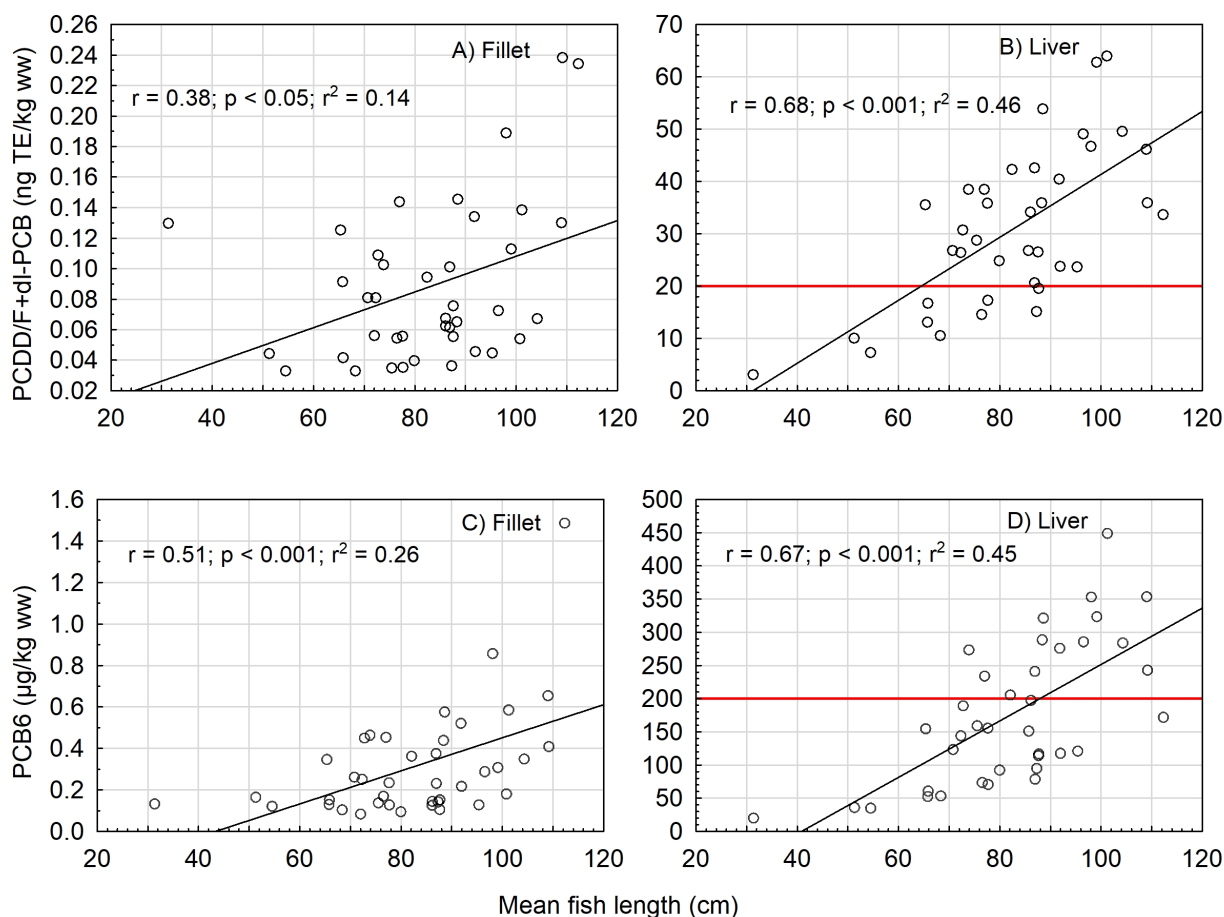 0.26
0.24
0.22
0.20
0.18
0.16
0.14
0.12
0.10
0.08
0.06
0.04
0.02
PCDD/F+dl-PCB (ng TE/kg ww)
A) Fillet
r = 0.38; p < 0.05; r² = 0.14
20 40 60 80 100 120
70
60
50
40
30
20
10
0
B) Liver
r = 0.68; p < 0.001; r² = 0.46
20 40 60 80 100 120
1.6
1.4
1.2
1.0
0.8
0.6
0.4
0.2
0.0
PCB6 (µg/kg ww)
C) Fillet
r = 0.51; p < 0.001; r² = 0.26
20 40 60 80 100 120
500
450
400
350
300
250
200
150
100
50
0
D) Liver
r = 0.67; p < 0.001; r² = 0.45
20 40 60 80 100 120
Mean fish length (cm)